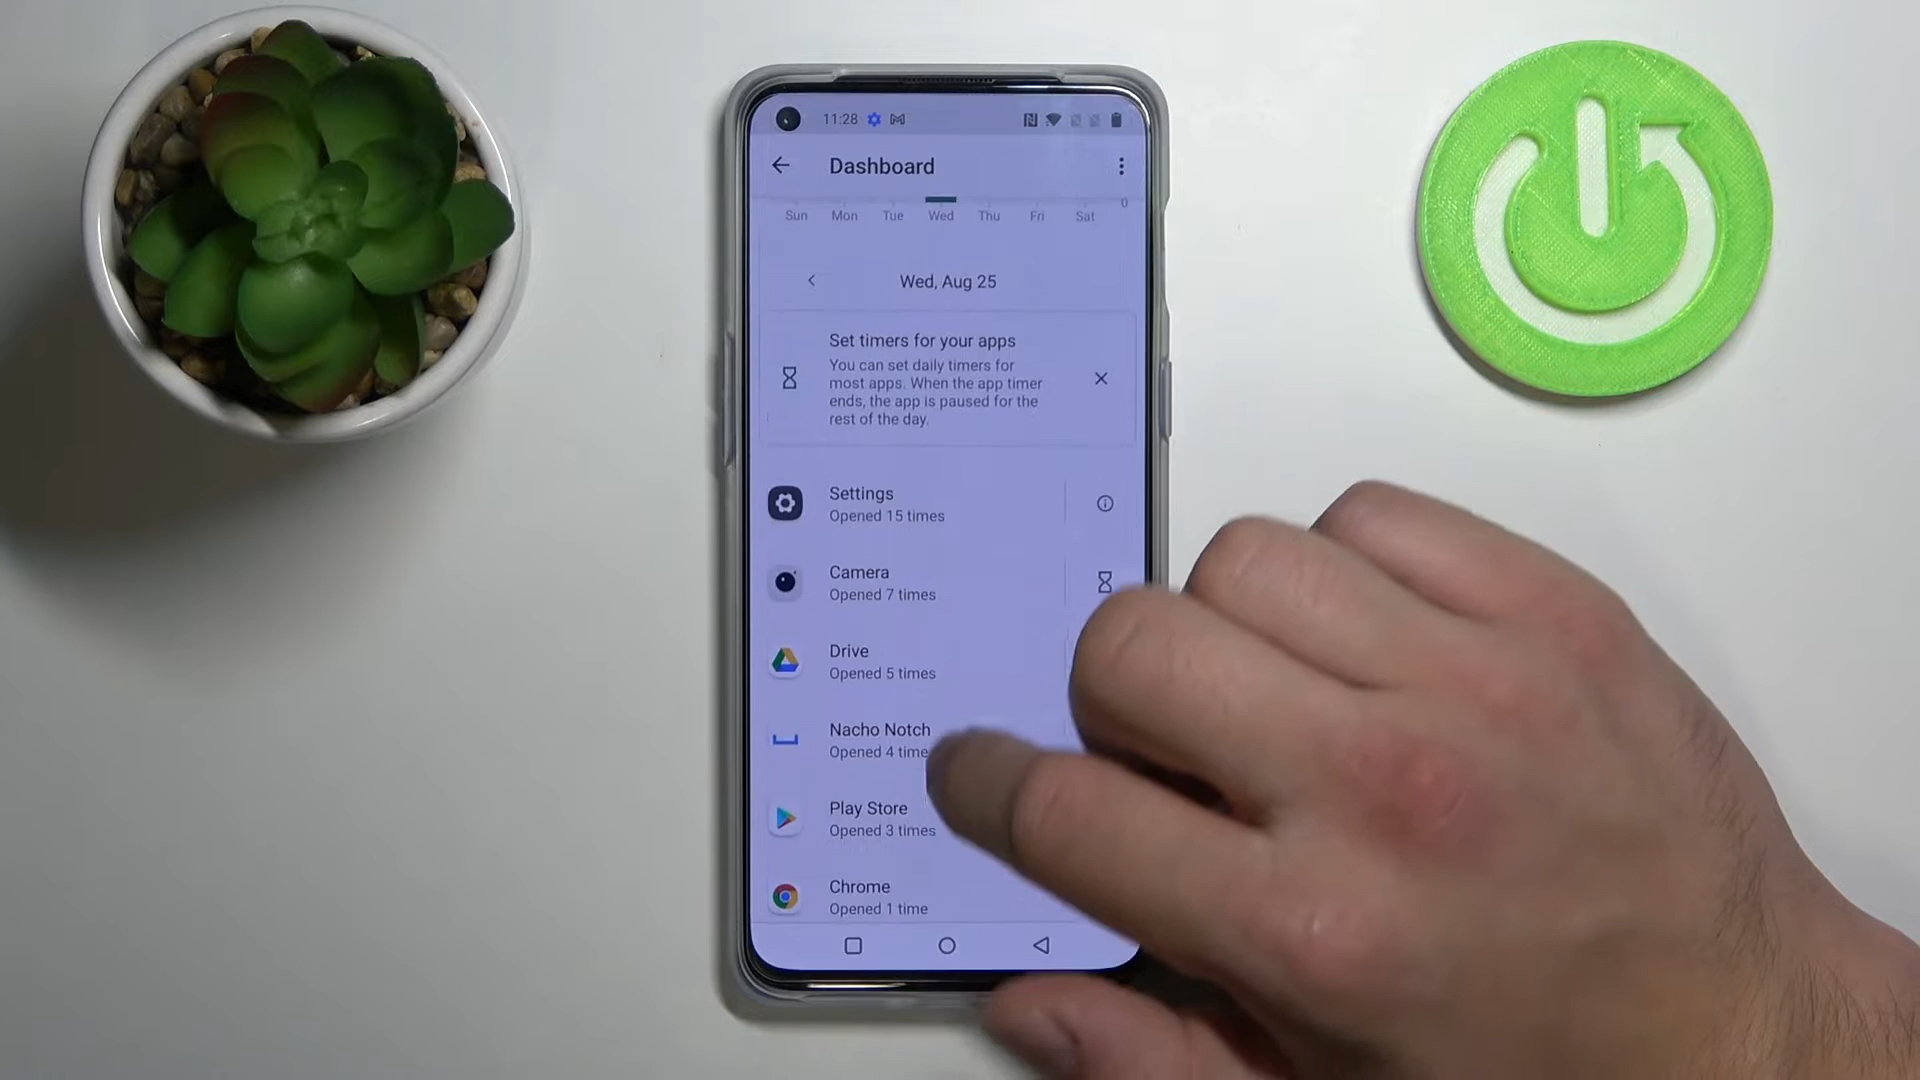 11:28
Dashboard
0
Sun Mon Tue Wed Thu Fri Sat
Wed, Aug 25
Set timers for your apps
You can set daily timers for
most apps. When the app timer
ends, the app is paused for the
rest of the day.
Settings
Opened 15 times
Camera
Opened 7 times
Drive
Opened 5 times
Nacho Notch
Opened 4 time
Play Store
Opened 3 times
Chrome
Opened 1 time